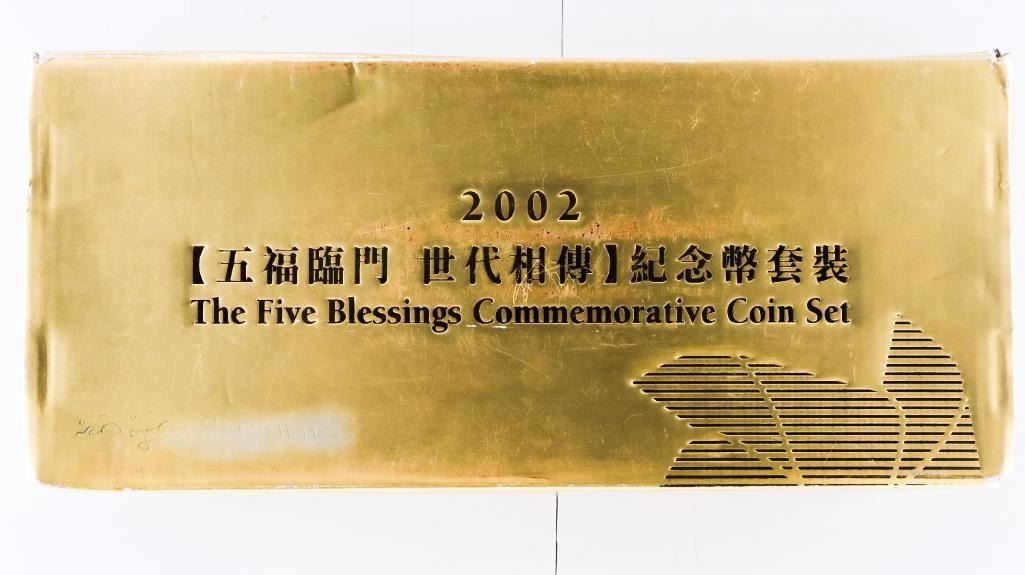 2002
【五福臨門 世代相傳】紀念幣套裝
The Five Blessings Commemorative Coin Set